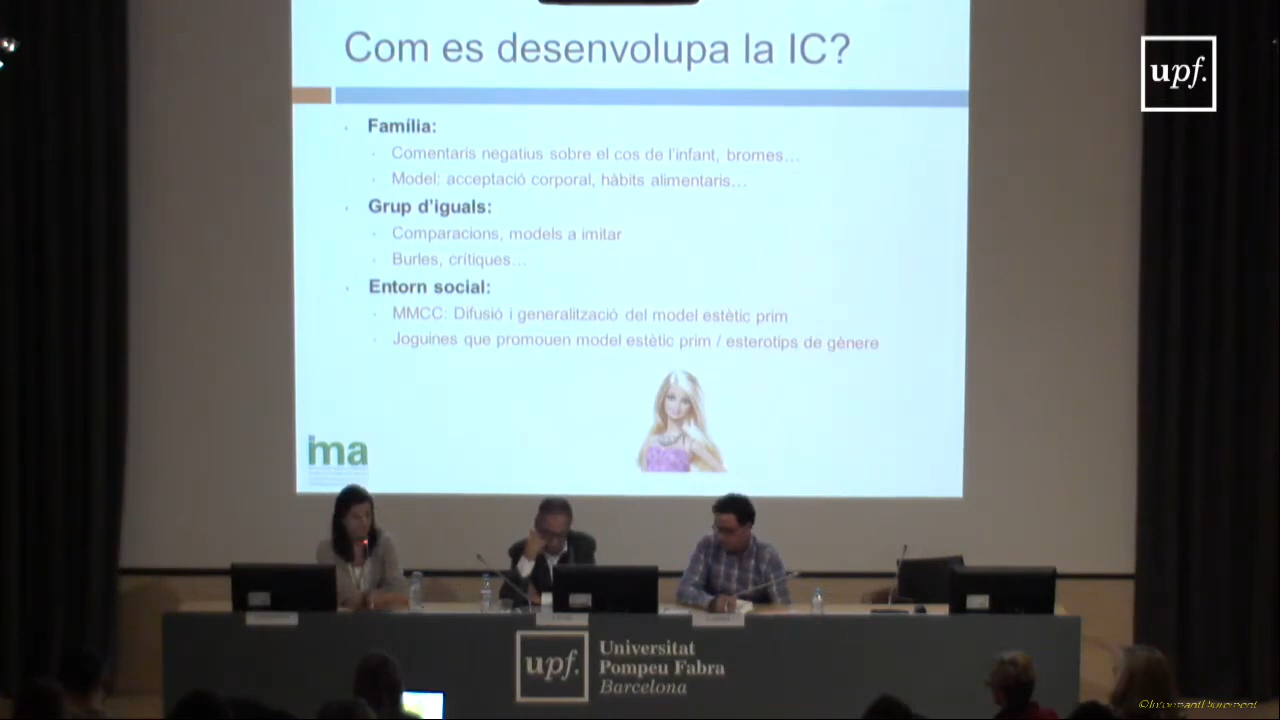 Com es desenvolupa la IC?
upf.
Família:
Comentaris negatius sobre el cos de l'infant, bromes…
Model: acceptació corporal, hàbits alimentaris…
Grup d'iguals:
Comparacions, models a imitar
Burles, crítiques…
Entorn social:
MMCC: Difusió i generalització del model estètic prim
Joguines que promouen model estètic prim / esterotips de gènere
ima
upf.
Universitat
Pompeu Fabra
Barcelona